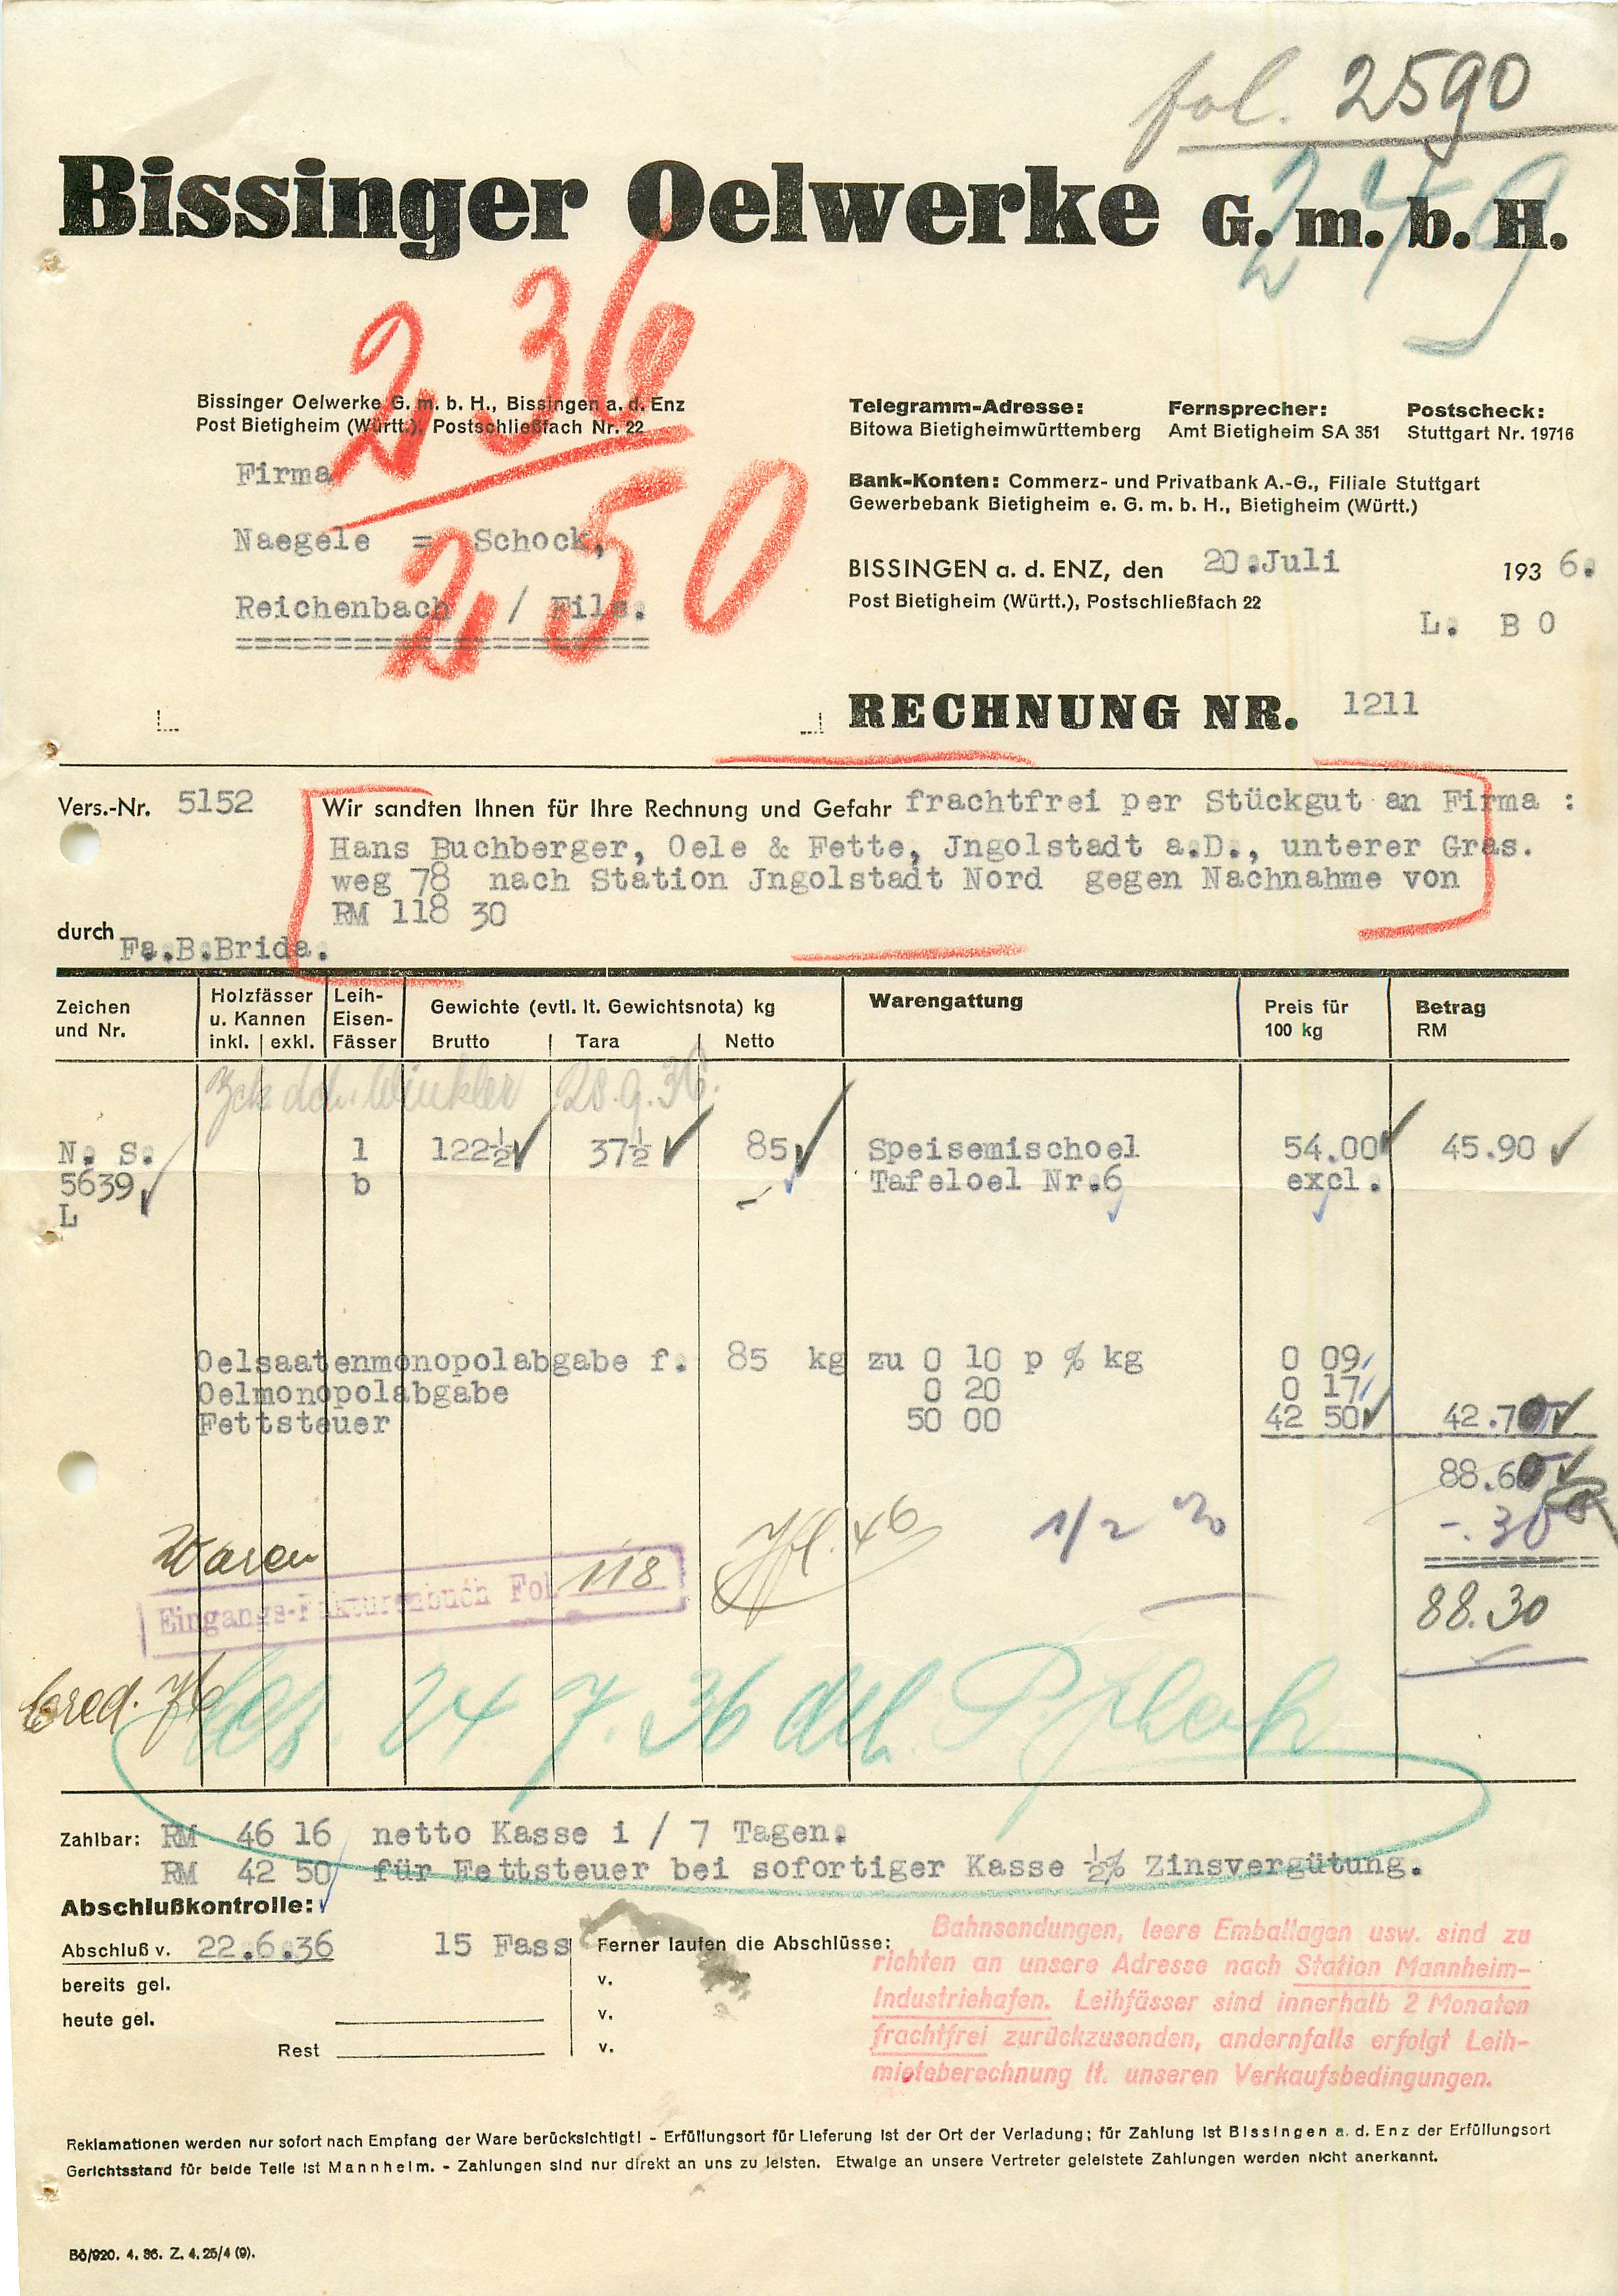 fol. 2590
249
Bissinger Oelwerke G. m. b. H.
236
250
Bissinger Oelwerke G. m. b. H., Bissingen a. d. Enz
Post Bietigheim (Württ.), Postschließfach Nr. 22
Telegramm-Adresse: Fernsprecher: Postscheck:
Bitowa Bietigheimwürttemberg Amt Bietigheim SA 351 Stuttgart Nr. 19716
Firma
Bank-Konten: Commerz- und Privatbank A.-G., Filiale Stuttgart
Gewerbebank Bietigheim e. G. m. b. H., Bietigheim (Württ.)
Naegele = Schock,
BISSINGEN a. d. ENZ, den 20.Juli 1936.
Reichenbach / Fils.
Post Bietigheim (Württ.), Postschließfach 22
L. B O
RECHNUNG NR. 1211
Vers.-Nr. 5152 Wir sandten Ihnen für Ihre Rechnung und Gefahr frachtfrei per Stückgut an Firma :
Hans Buchberger, Oele & Fette, Jngolstadt a.D., unterer Gras.
weg 78 nach Station Jngolstadt Nord gegen Nachnahme von
RM 118 30
durch Fa.B.Brida.
Zeichen und Nr. Holzfässer u. Kannen inkl. exkl. Leih-Eisen-Fässer Gewichte (evtl. lt. Gewichtsnota) kg Brutto Tara Netto Warengattung Preis für 100 kg Betrag RM
Zck dch. Winkler 28.9.36.
N. S. 1 122½ 37½ 85 Speisemischoel 54.00 45.90
5639 b Tafeloel Nr.6 excl.
L
Oelsaatenmonopolabgabe f. 85 kg zu 0 10 p % kg 0 09
Oelmonopolabgabe 0 20 0 17
Fettsteuer 50 00 42 50 42.70
88.60
1/2 % -.30
Waren
Eingangs-Fakturenbuch Fol. 118
88.30
Cred.
24.7.36 dch. P.scheck
Zahlbar: RM 46 16 netto Kasse i / 7 Tagen.
RM 42 50 für Fettsteuer bei sofortiger Kasse ½% Zinsvergütung.
Abschlußkontrolle:
Abschluß v. 22.6.36 15 Fass Ferner laufen die Abschlüsse:
bereits gel. v.
heute gel. v.
Rest v.
Bahnsendungen, leere Emballagen usw. sind zu
richten an unsere Adresse nach Station Mannheim-
Industriehafen. Leihfässer sind innerhalb 2 Monaten
frachtfrei zurückzusenden, andernfalls erfolgt Leih-
mieteberechnung lt. unseren Verkaufsbedingungen.
Reklamationen werden nur sofort nach Empfang der Ware berücksichtigt! - Erfüllungsort für Lieferung ist der Ort der Verladung; für Zahlung ist Bissingen a. d. Enz der Erfüllungsort
Gerichtsstand für beide Teile ist Mannheim. - Zahlungen sind nur direkt an uns zu leisten. Etwaige an unsere Vertreter geleistete Zahlungen werden nicht anerkannt.
Bö/920. 4. 36. Z. 4. 25/4 (9).